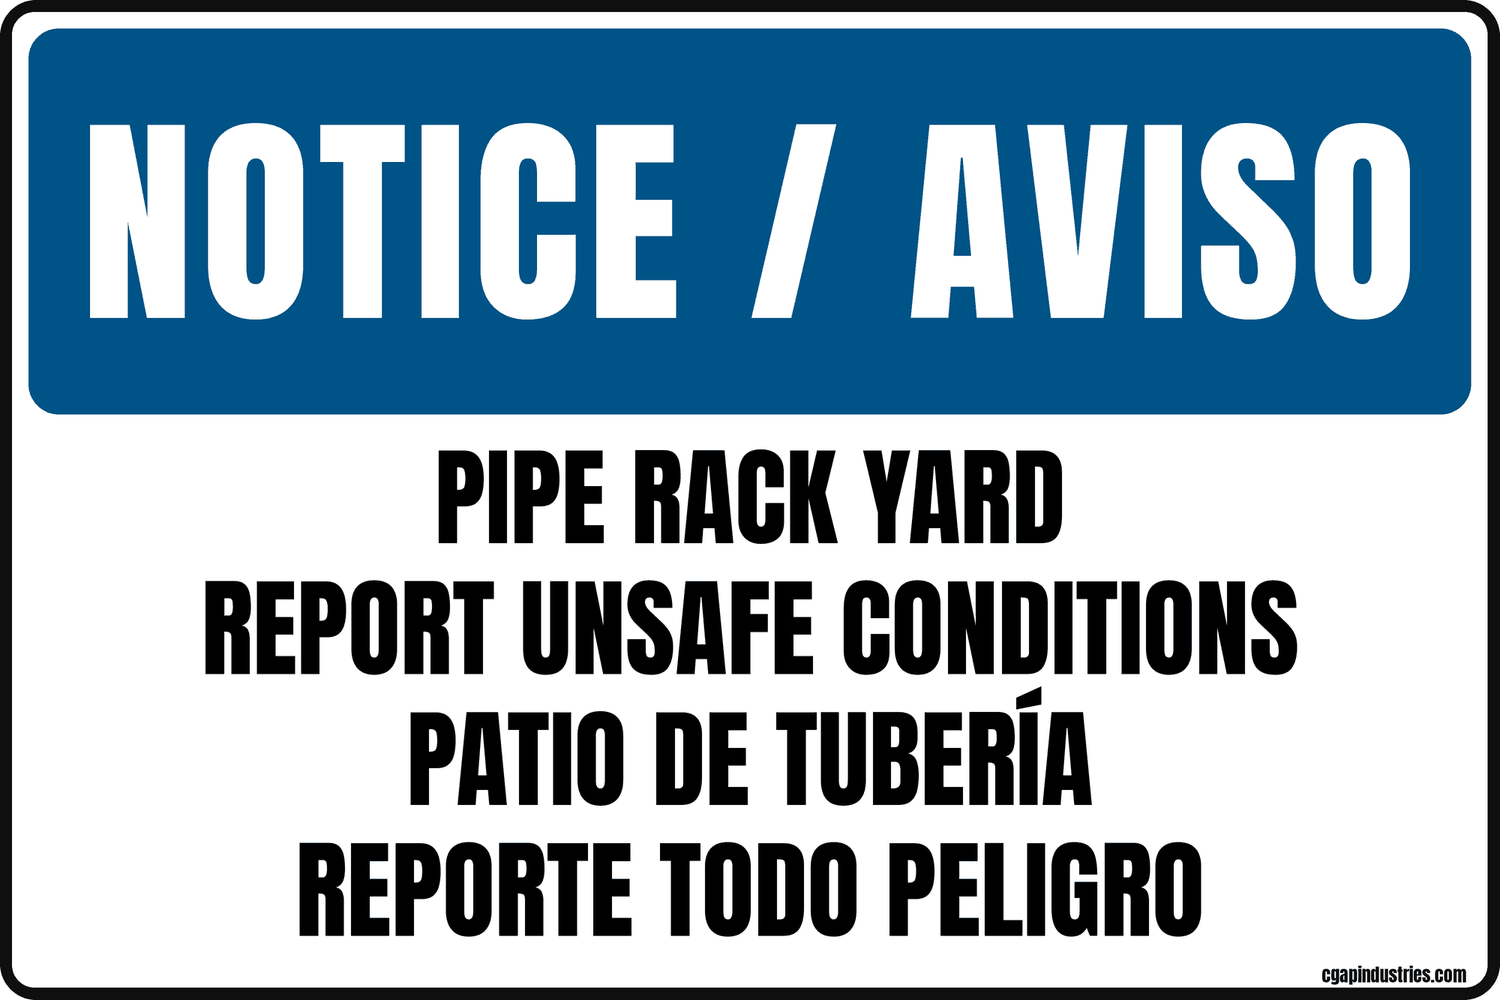 NOTICE / AVISO
PIPE RACK YARD
REPORT UNSAFE CONDITIONS
PATIO DE TUBERÍA
REPORTE TODO PELIGRO
cgapindustries.com